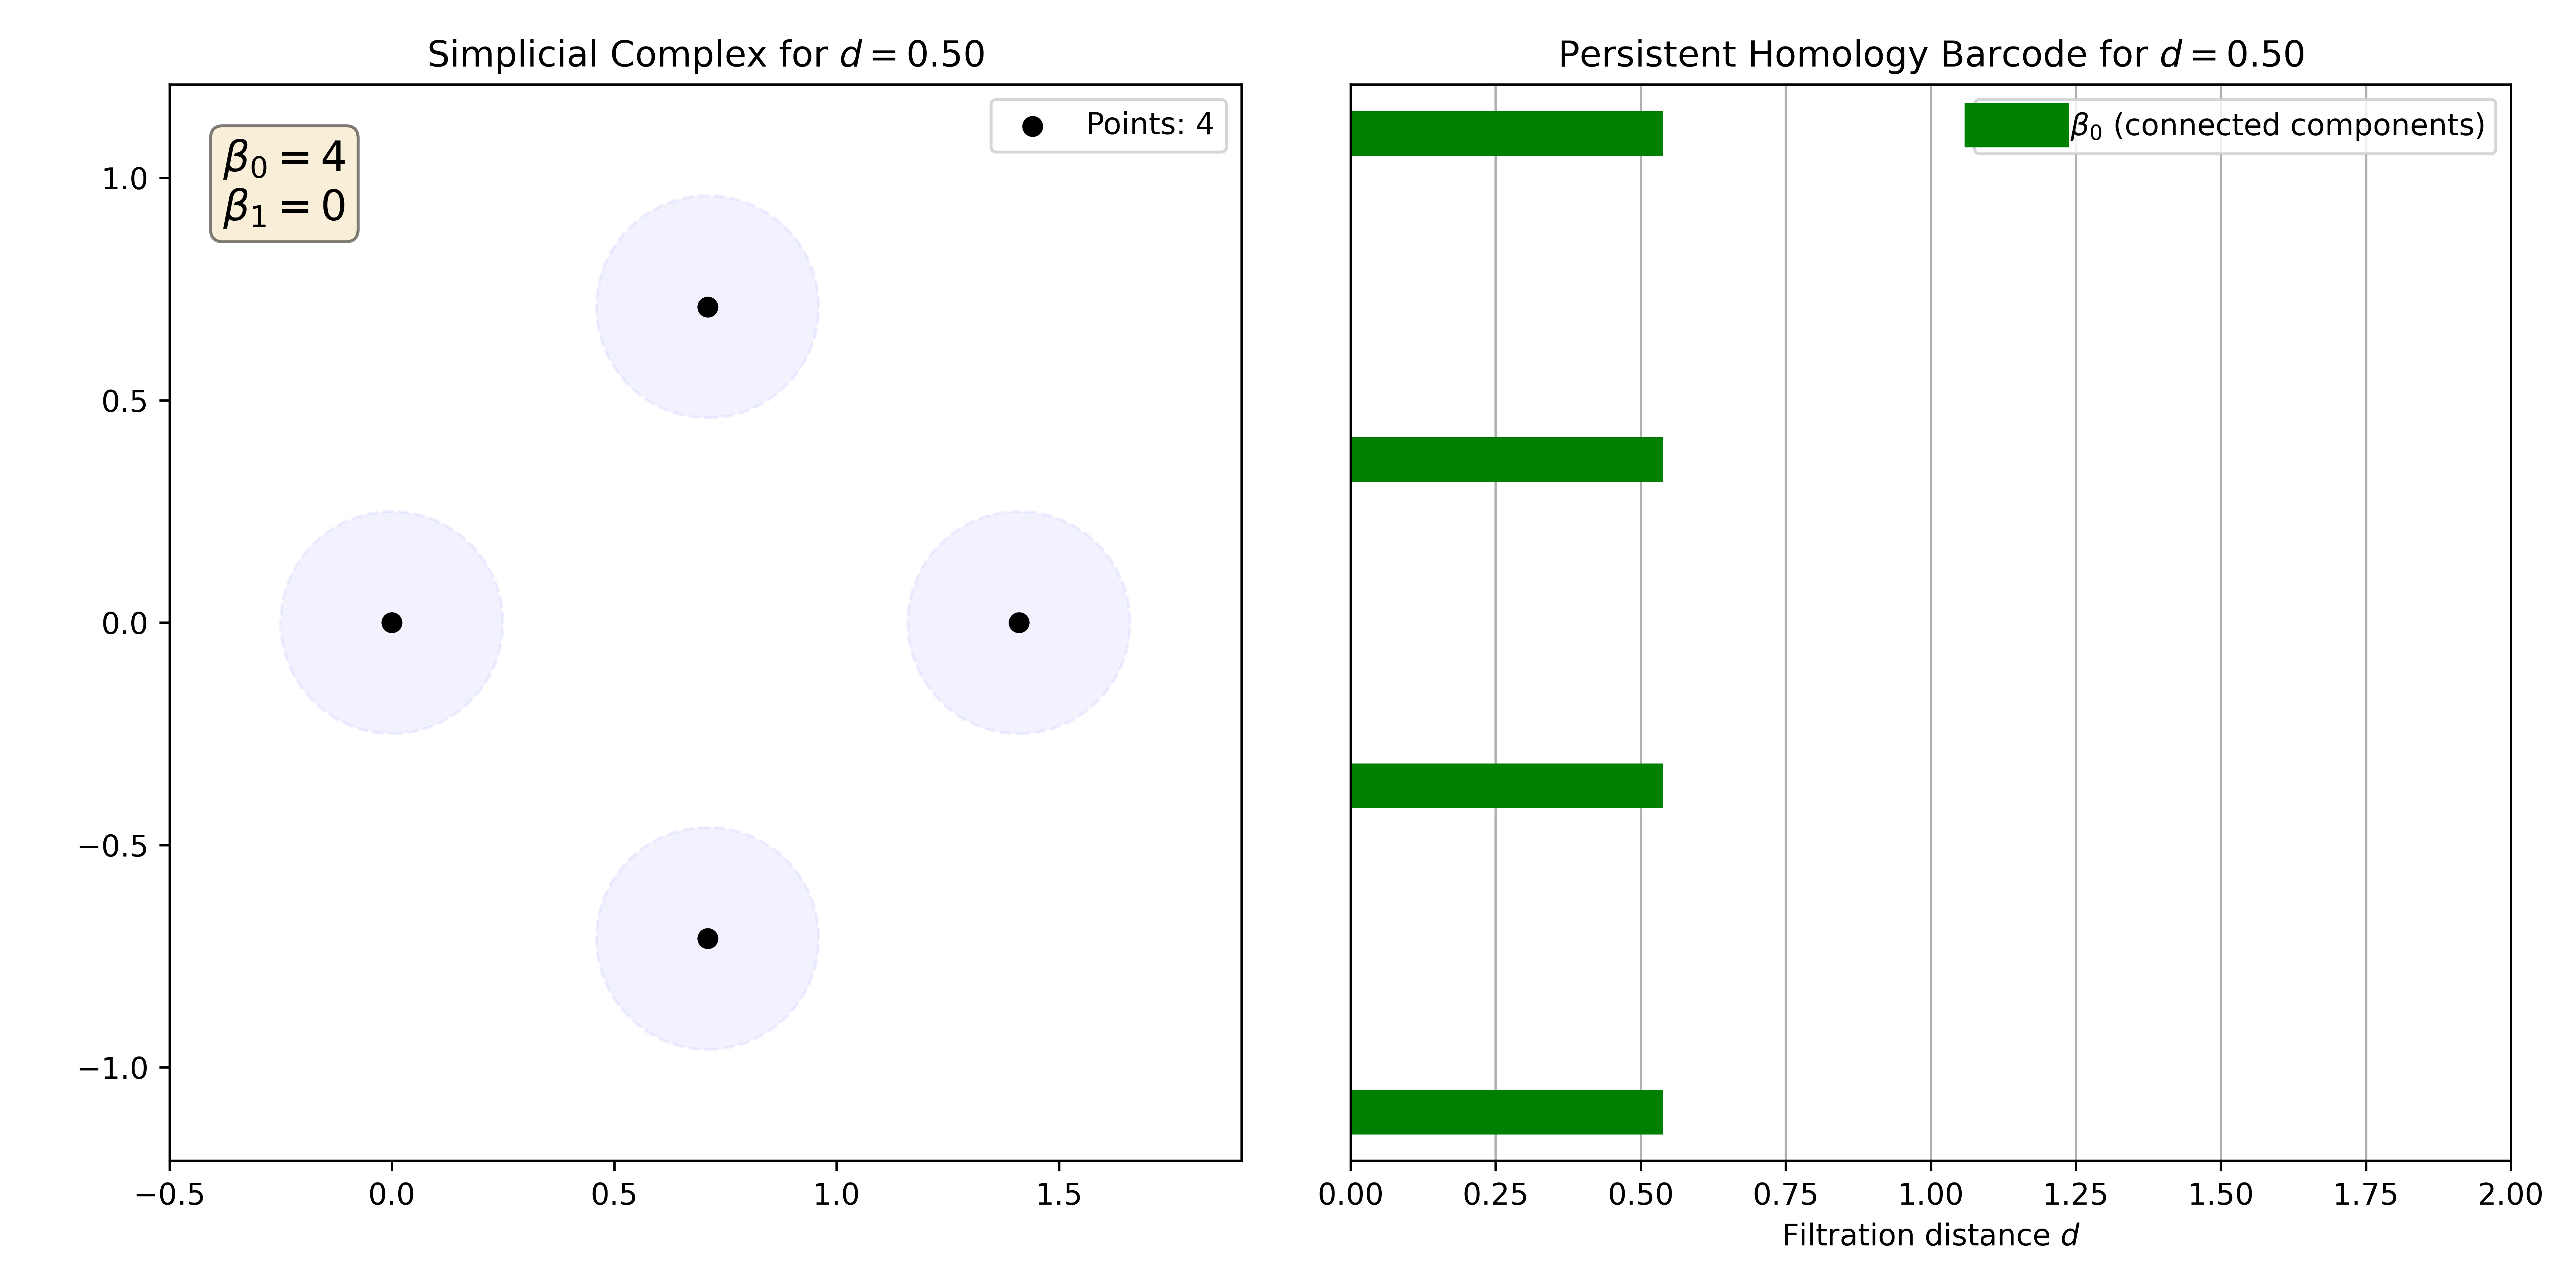 Simplicial Complex for d = 0.50
β₀ = 4
β₁ = 0
Points: 4
1.0
0.5
0.0
−0.5
−1.0
−0.5 0.0 0.5 1.0 1.5
Persistent Homology Barcode for d = 0.50
β₀ (connected components)
0.00 0.25 0.50 0.75 1.00 1.25 1.50 1.75 2.00
Filtration distance d